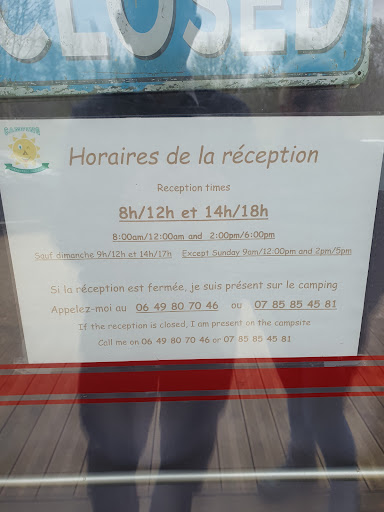 CLOSED
Horaires de la réception
Reception times
8h/12h et 14h/18h
8:00am/12:00am and 2:00pm/6:00pm
Sauf dimanche 9h/12h et 14h/17h Except Sunday 9am/12:00pm and 2pm/5pm
Si la réception est fermée, je suis présent sur le camping
Appelez-moi au 06 49 80 70 46 ou 07 85 85 45 81
If the reception is closed, I am present on the campsite
Call me on 06 49 80 70 46 or 07 85 85 45 81